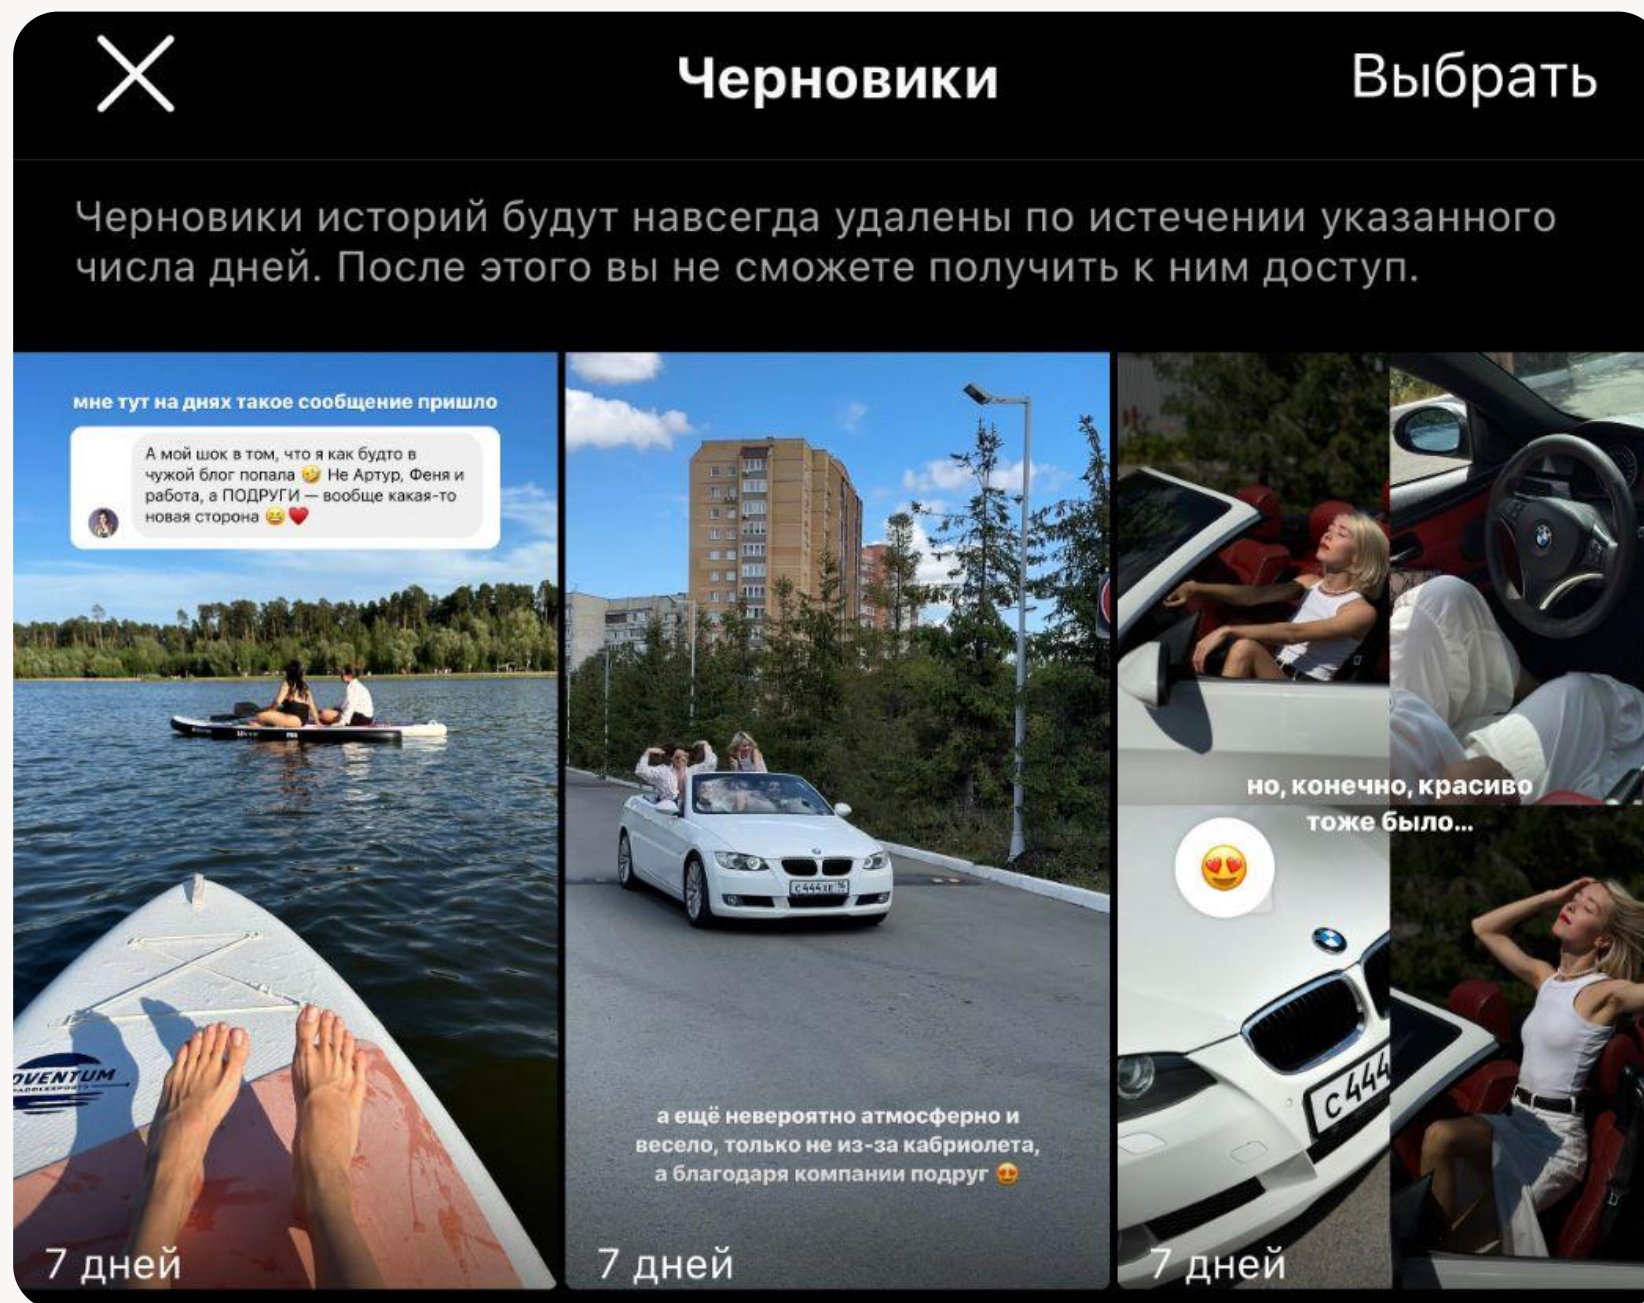 Черновики
Выбрать
Черновики историй будут навсегда удалены по истечении указанного
числа дней. После этого вы не сможете получить к ним доступ.
мне тут на днях такое сообщение пришло
А мой шок в том, что я как будто в
чужой блог попала 🤣 Не Артур, Феня и
работа, а ПОДРУГИ — вообще какая-то
новая сторона 😆❤️
7 дней
с444хе 16
а ещё невероятно атмосферно и
весело, только не из-за кабриолета,
а благодаря компании подруг 😍
7 дней
но, конечно, красиво
тоже было...
😍
с444
7 дней